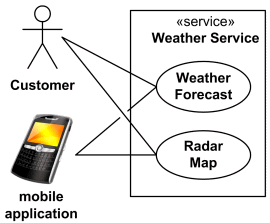 «service»
Weather Service
Customer
Weather
Forecast
Radar
Map
mobile
application